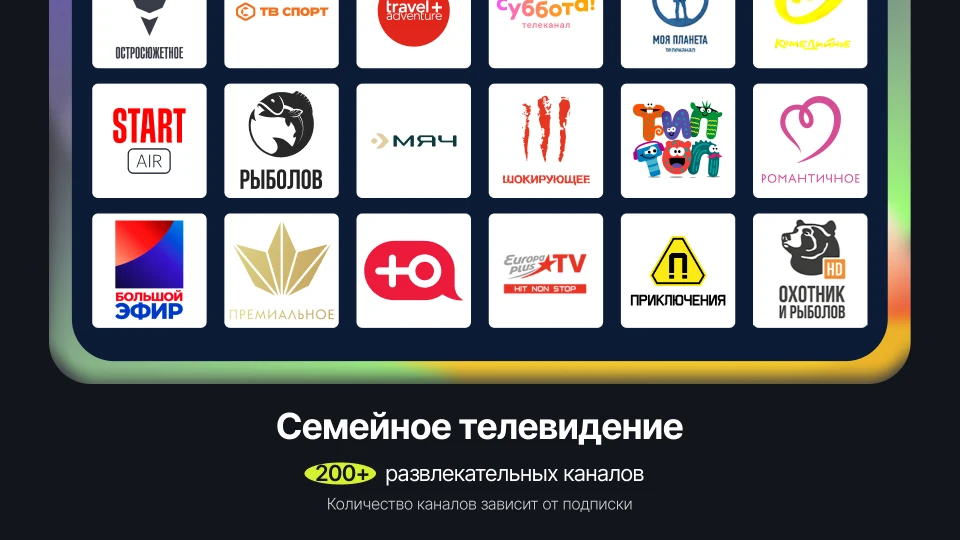 ОСТРОСЮЖЕТНОЕ
ТВ СПОРТ
travel+
adventure
суббота!
телеканал
МОЯ ПЛАНЕТА
ТЕЛЕКАНАЛ
Комедийное
START
AIR
РЫБОЛОВ
МЯЧ
ШОКИРУЮЩЕЕ
ТИП
ТОП
РОМАНТИЧНОЕ
БОЛЬШОЙ
ЭФИР
ПРЕМИАЛЬНОЕ
Ю
Europa
plus TV
HIT NON STOP
П
ПРИКЛЮЧЕНИЯ
HD
ОХОТНИК
И РЫБОЛОВ
Семейное телевидение
200+ развлекательных каналов
Количество каналов зависит от подписки